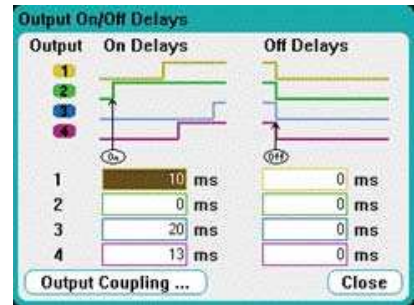 Output On/Off Delays
Output On Delays Off Delays
1
2
3
4
On Off
1 10 ms 0 ms
2 0 ms 0 ms
3 20 ms 0 ms
4 13 ms 0 ms
Output Coupling ... Close